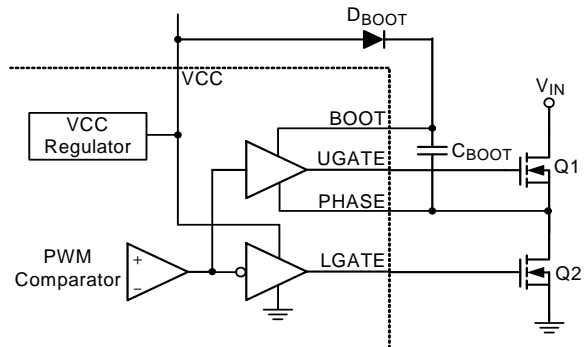 DBOOT
VCC
VIN
VCC
Regulator
BOOT
UGATE
CBOOT
Q1
PHASE
PWM
Comparator
+
−
LGATE
Q2